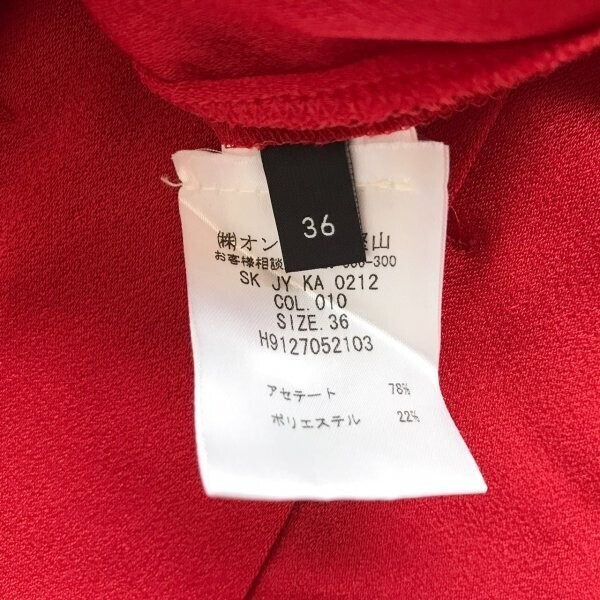 36
㈱オン 山
お客様相談 -300
SK JY KA 0212
COL.010
SIZE.36
H9127052103
アセテート 78%
ポリエステル 22%